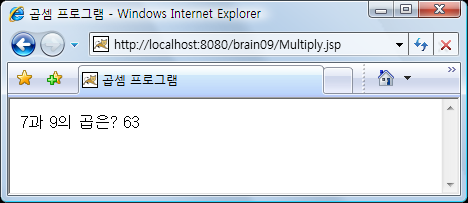 곱셈 프로그램 - Windows Internet Explorer
http://localhost:8080/brain09/Multiply.jsp
곱셈 프로그램
»
7과 9의 곱은? 63